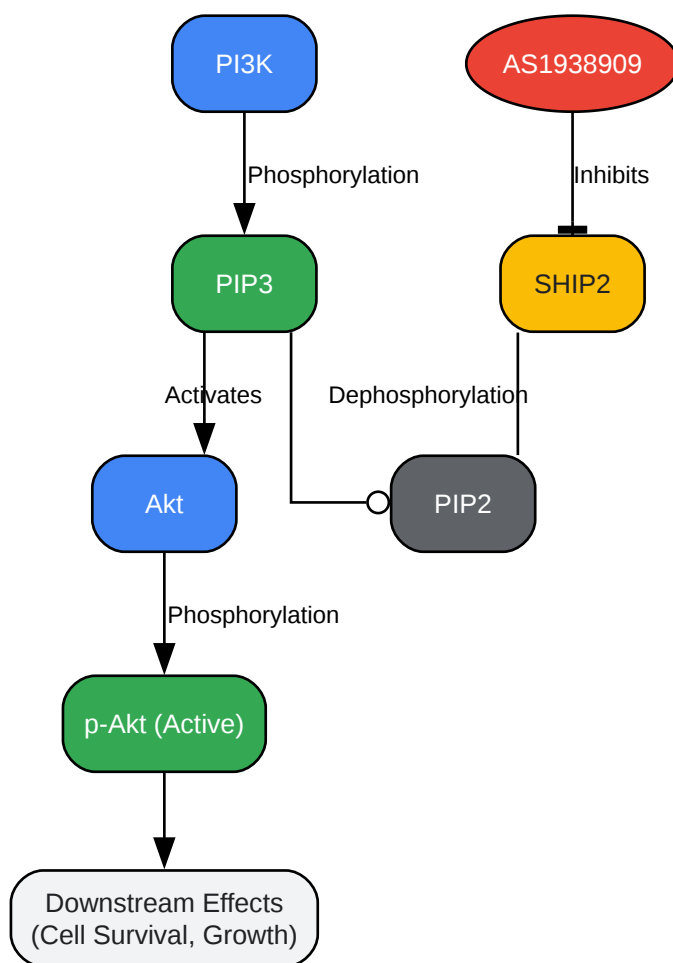 PI3K
AS1938909
Phosphorylation
Inhibits
PIP3
SHIP2
Activates
Dephosphorylation
Akt
PIP2
Phosphorylation
p-Akt (Active)
Downstream Effects
(Cell Survival, Growth)